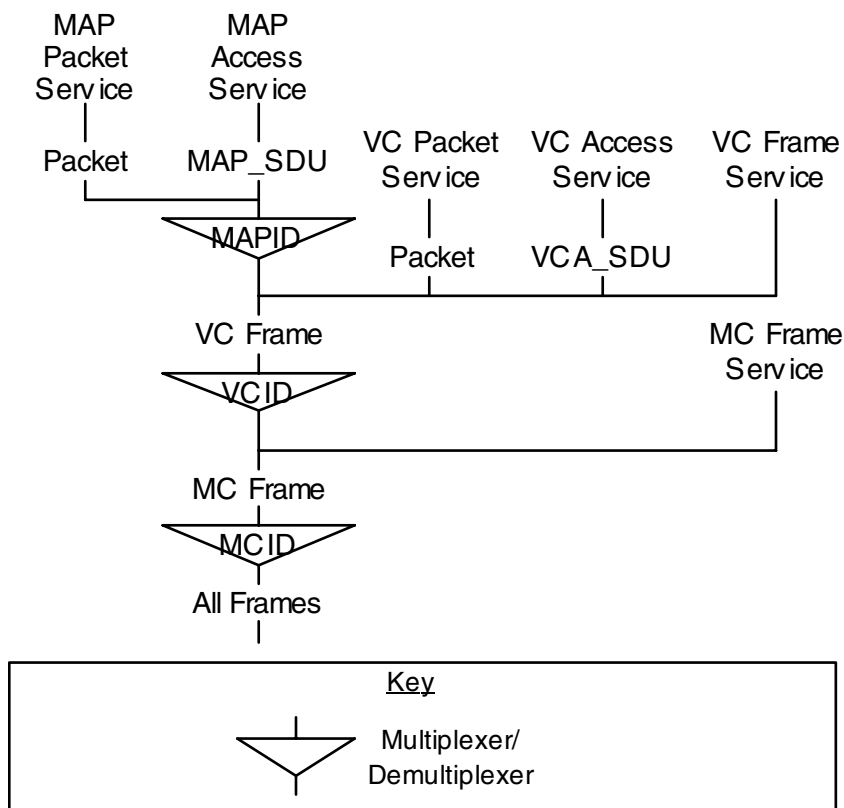 MAP
Packet
Service
MAP
Access
Service
Packet
MAP_SDU
VC Packet
Service
VC Access
Service
VC Frame
Service
MAPID
Packet
VCA_SDU
VC Frame
MC Frame
Service
VCID
MC Frame
MCID
All Frames
Key
Multiplexer/
Demultiplexer